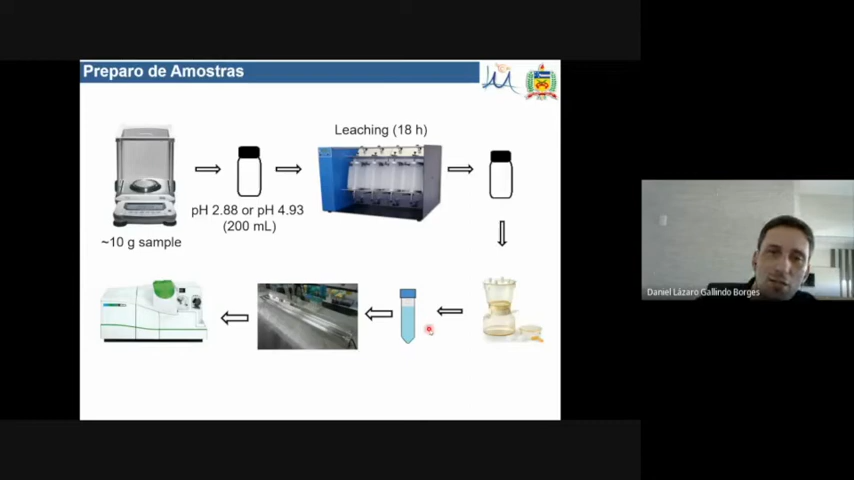 Preparo de Amostras
Leaching (18 h)
pH 2.88 or pH 4.93
(200 mL)
~10 g sample
Daniel Lázaro Gallindo Borges